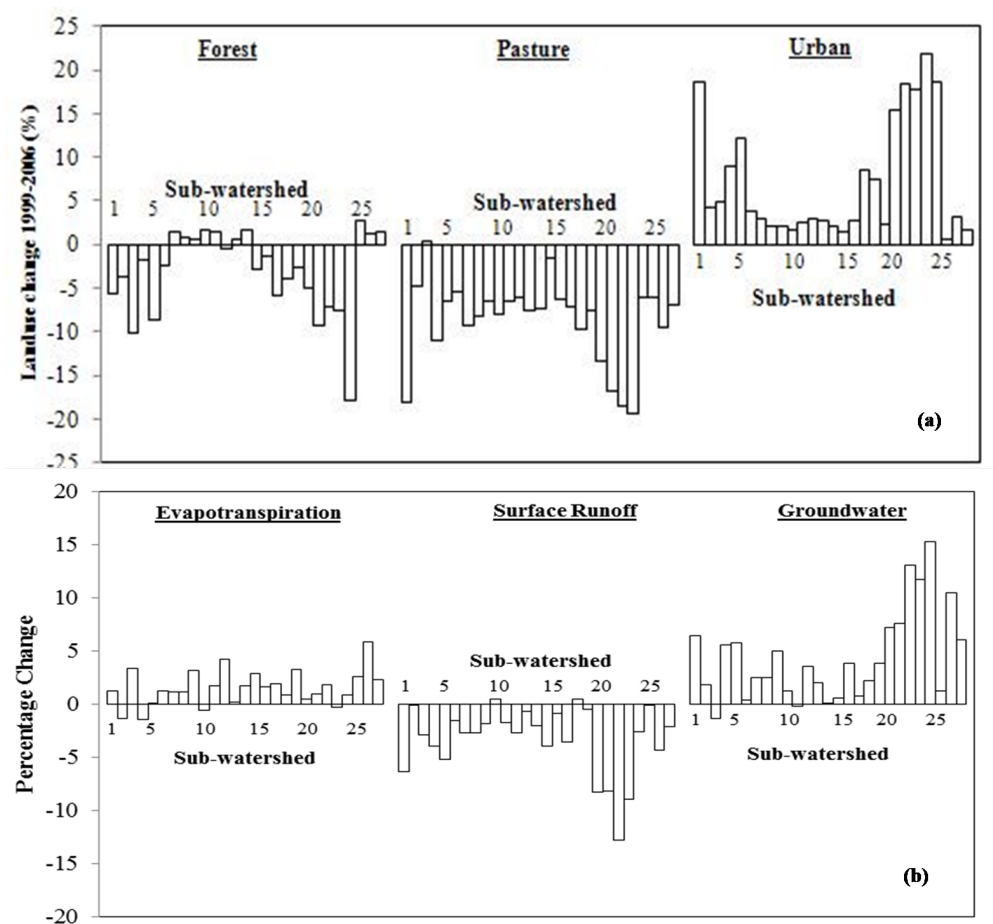 Landuse change 1999-2006 (%)
25
20
15
10
5
0
-5
-10
-15
-20
-25
Forest
Pasture
Urban
Sub-watershed
1 5 10 15 20 25
Sub-watershed
1 5 10 15 20 25
1 5 10 15 20 25
Sub-watershed
(a)
Percentage Change
20
15
10
5
0
-5
-10
-15
-20
Evapotranspiration
Surface Runoff
Groundwater
1 5 10 15 20 25
Sub-watershed
Sub-watershed
1 5 10 15 20 25
1 5 10 15 20 25
Sub-watershed
(b)